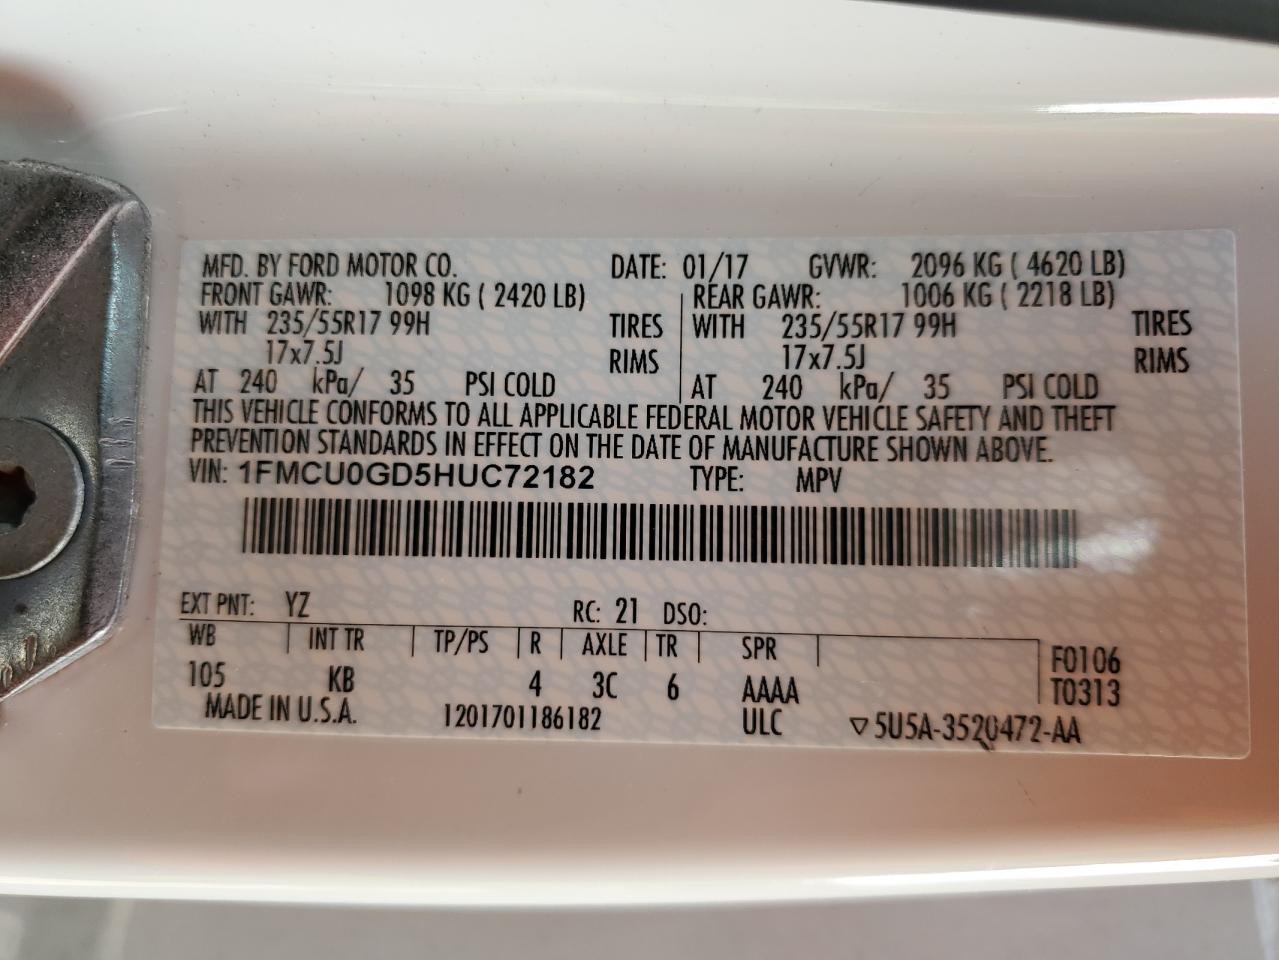 MFD. BY FORD MOTOR CO. DATE: 01/17 GVWR: 2096 KG ( 4620 LB)
FRONT GAWR: 1098 KG ( 2420 LB) REAR GAWR: 1006 KG ( 2218 LB)
WITH 235/55R17 99H TIRES WITH 235/55R17 99H TIRES
17x7.5J RIMS 17x7.5J RIMS
AT 240 kPa/ 35 PSI COLD AT 240 kPa/ 35 PSI COLD
THIS VEHICLE CONFORMS TO ALL APPLICABLE FEDERAL MOTOR VEHICLE SAFETY AND THEFT
PREVENTION STANDARDS IN EFFECT ON THE DATE OF MANUFACTURE SHOWN ABOVE.
VIN: 1FMCU0GD5HUC72182 TYPE: MPV
EXT PNT: YZ RC: 21 DSO:
WB INT TR TP/PS R AXLE TR SPR F0106
105 KB 4 3C 6 AAAA T0313
MADE IN U.S.A. 1201701186182 ULC ▽5U5A-3520472-AA